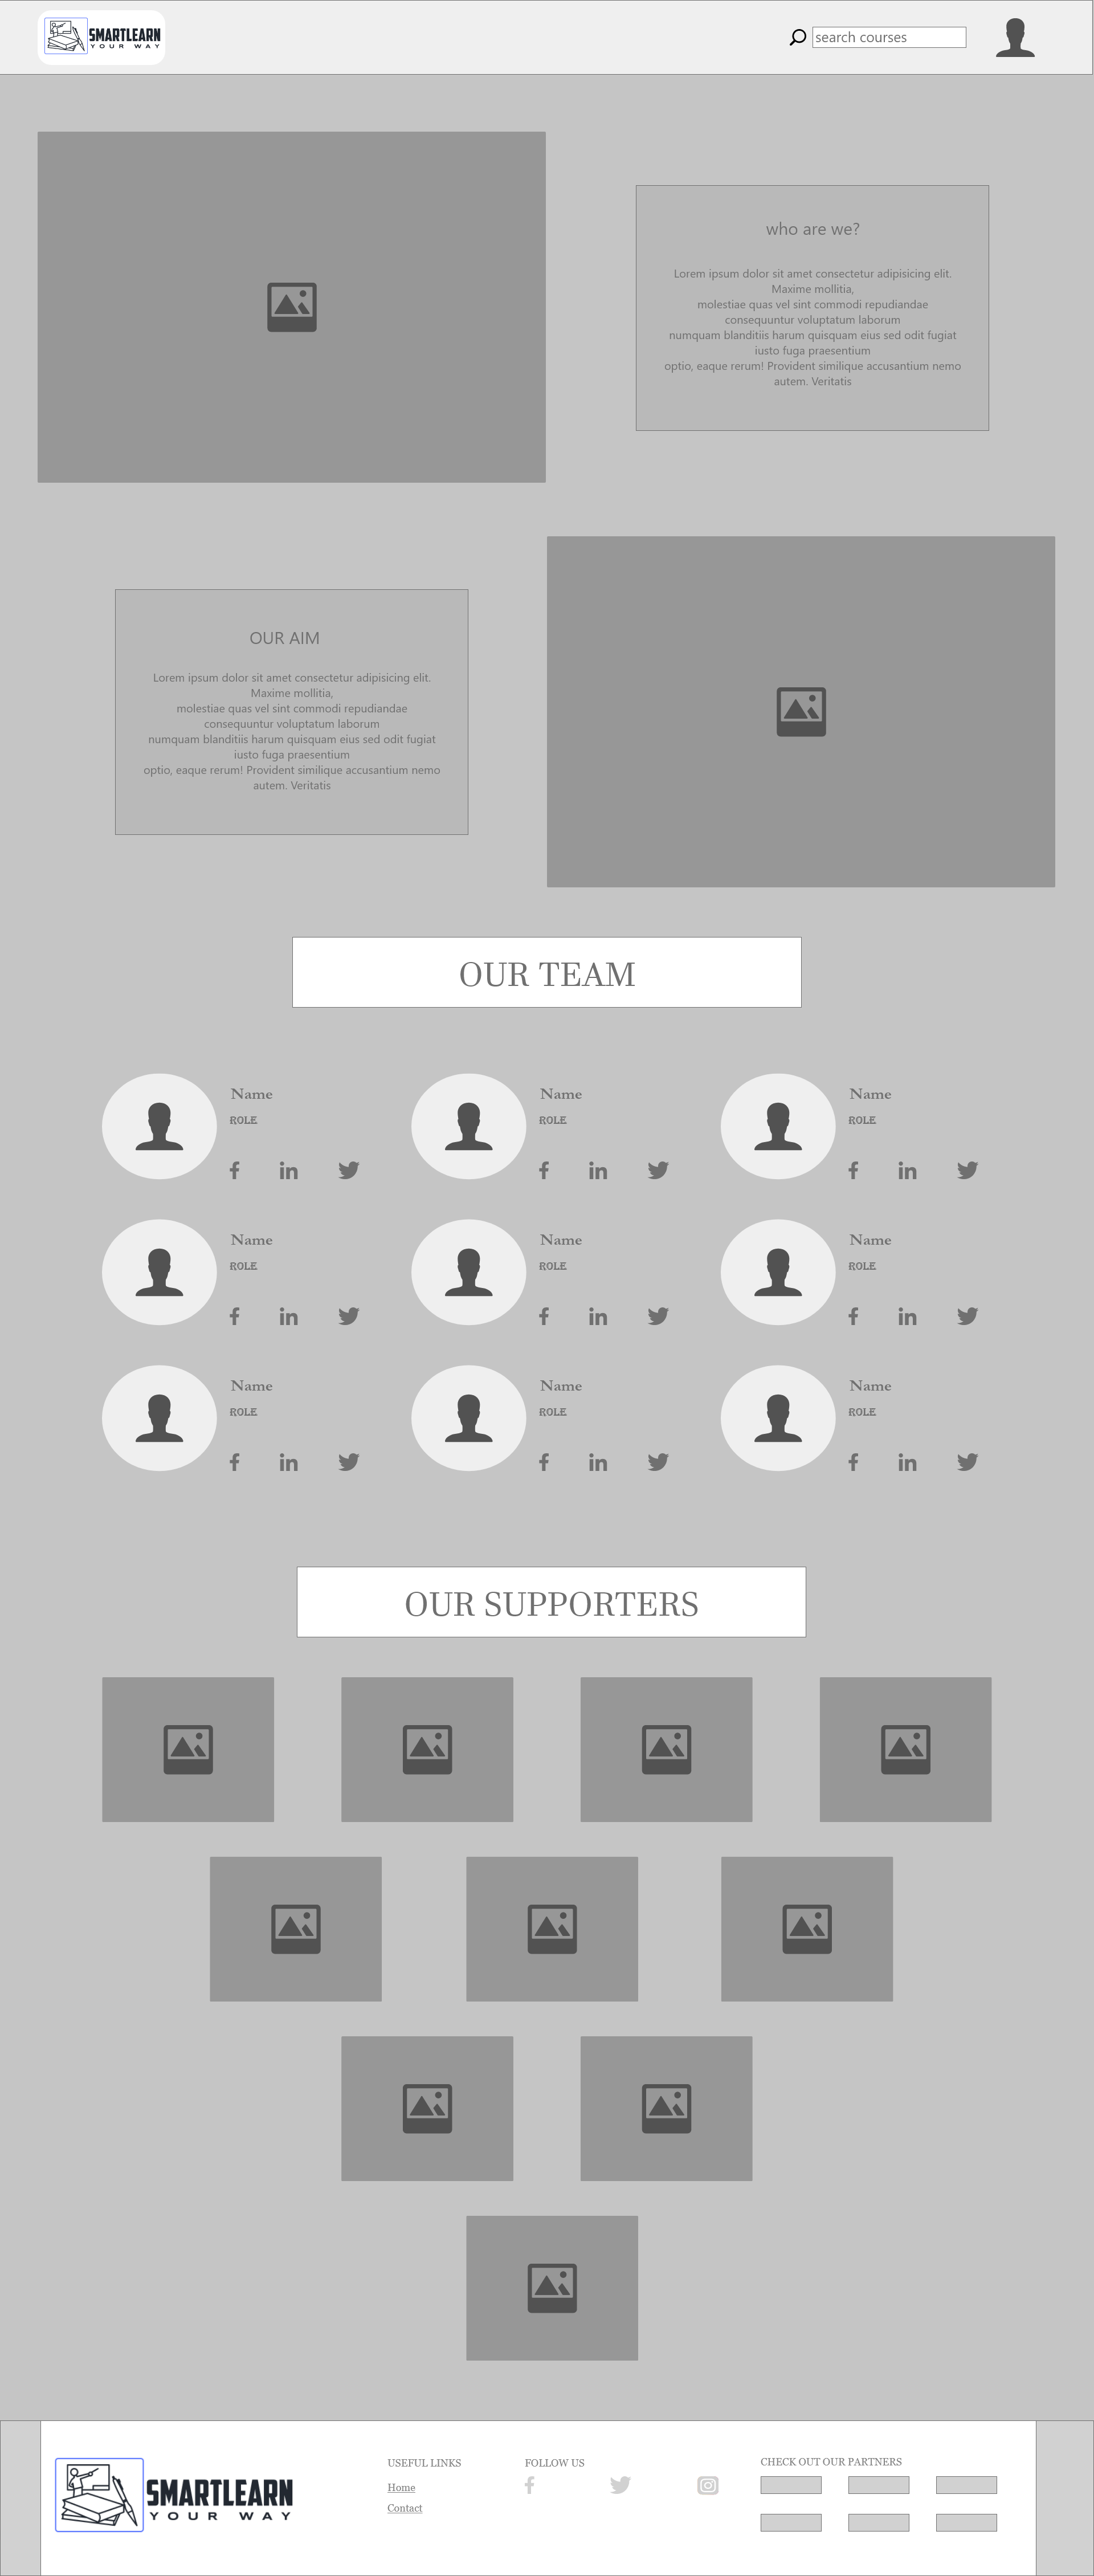 SMARTLEARN
YOUR WAY
search courses
who are we?
Lorem ipsum dolor sit amet consectetur adipisicing elit.
Maxime mollitia,
molestiae quas vel sint commodi repudiandae
consequuntur voluptatum laborum
numquam blanditiis harum quisquam eius sed odit fugiat
iusto fuga praesentium
optio, eaque rerum! Provident similique accusantium nemo
autem. Veritatis
OUR AIM
Lorem ipsum dolor sit amet consectetur adipisicing elit.
Maxime mollitia,
molestiae quas vel sint commodi repudiandae
consequuntur voluptatum laborum
numquam blanditiis harum quisquam eius sed odit fugiat
iusto fuga praesentium
optio, eaque rerum! Provident similique accusantium nemo
autem. Veritatis
OUR TEAM
Name
ROLE
Name
ROLE
Name
ROLE
Name
ROLE
Name
ROLE
Name
ROLE
Name
ROLE
Name
ROLE
Name
ROLE
OUR SUPPORTERS
SMARTLEARN
YOUR WAY
USEFUL LINKS
Home
Contact
FOLLOW US
CHECK OUT OUR PARTNERS